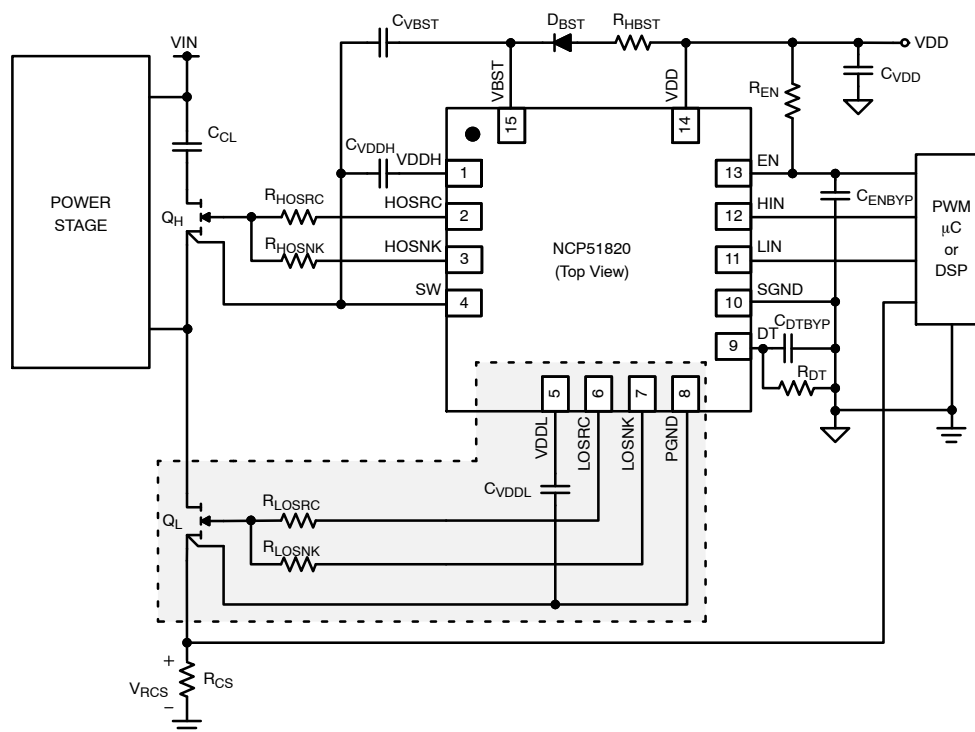 VIN
CVBST
DBST
RHBST
VDD
VBST
VDD
REN
CVDD
15
14
CCL
CVDDH
VDDH
1
EN
13
CENBYP
POWER
STAGE
QH
RHOSRC
HOSRC
2
HIN
12
PWM
μC
or
DSP
RHOSNK
HOSNK
3
NCP51820
(Top View)
LIN
11
SW
4
SGND
10
DT
9
CDTBYP
RDT
5
6
7
8
VDDL
LOSRC
LOSNK
PGND
CVDDL
QL
RLOSRC
RLOSNK
+
VRCS
RCS
–